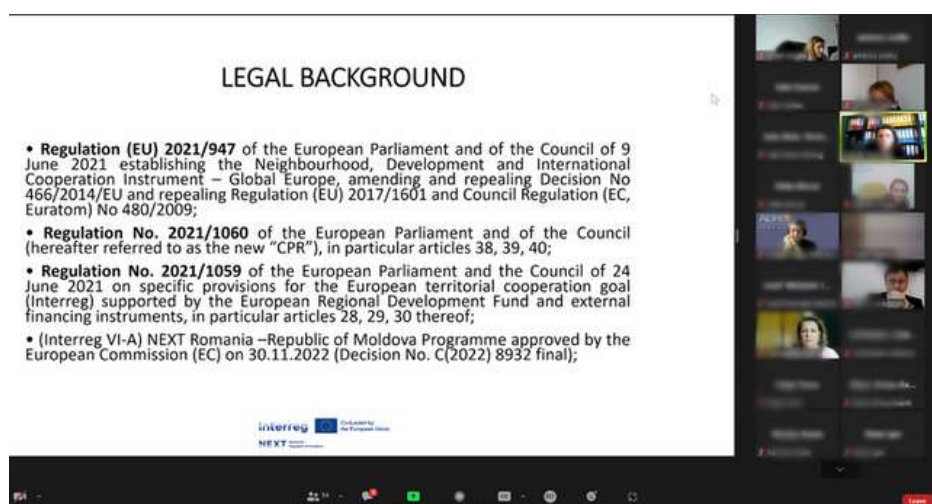 LEGAL BACKGROUND
• Regulation (EU) 2021/947 of the European Parliament and of the Council of 9
June 2021 establishing the Neighbourhood, Development and International
Cooperation Instrument – Global Europe, amending and repealing Decision No
466/2014/EU and repealing Regulation (EU) 2017/1601 and Council Regulation (EC,
Euratom) No 480/2009;
• Regulation No. 2021/1060 of the European Parliament and of the Council
(hereafter referred to as the new “CPR”), in particular articles 38, 39, 40;
• Regulation No. 2021/1059 of the European Parliament and the Council of 24
June 2021 on specific provisions for the European territorial cooperation goal
(Interreg) supported by the European Regional Development Fund and external
financing instruments, in particular articles 28, 29, 30 thereof;
• (Interreg VI-A) NEXT Romania –Republic of Moldova Programme approved by the
European Commission (EC) on 30.11.2022 (Decision No. C(2022) 8932 final);
Interreg
Co-funded by
the European Union
NEXT
Leave